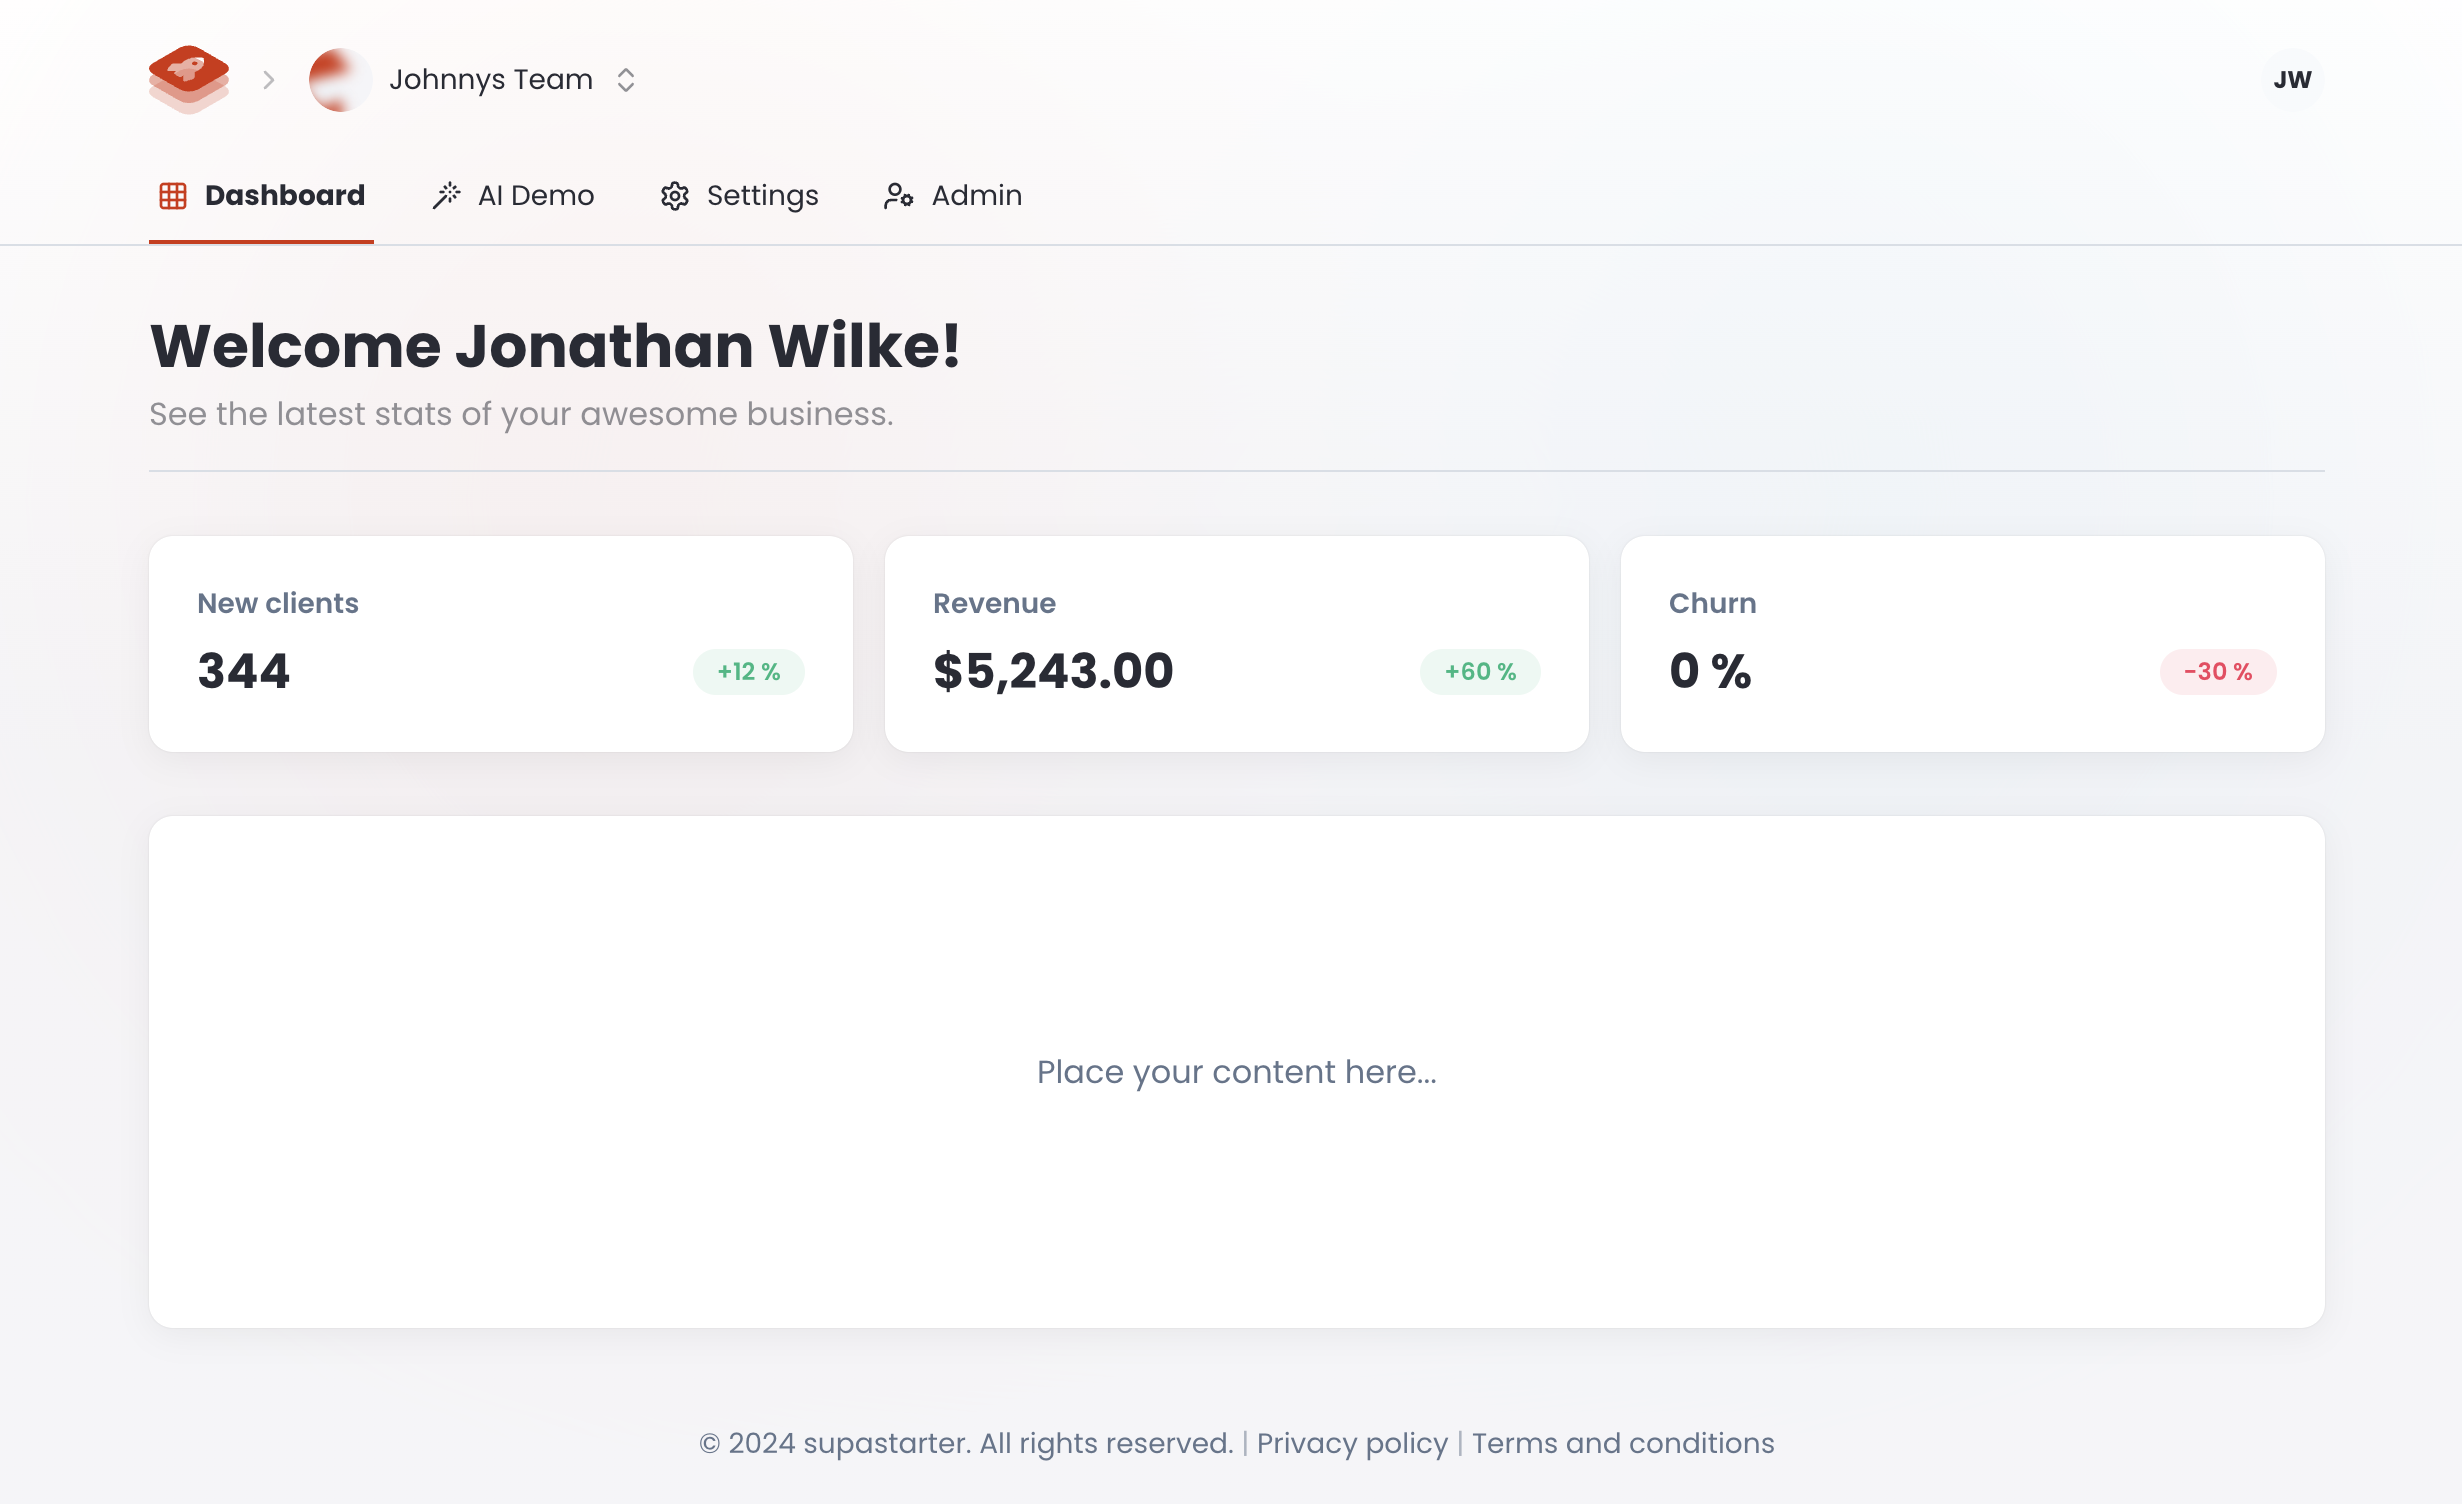 Johnnys Team
JW
Dashboard
AI Demo
Settings
Admin
Welcome Jonathan Wilke!
See the latest stats of your awesome business.
New clients
344
+12 %
Revenue
$5,243.00
+60 %
Churn
0 %
-30 %
Place your content here...
© 2024 supastarter. All rights reserved. | Privacy policy | Terms and conditions